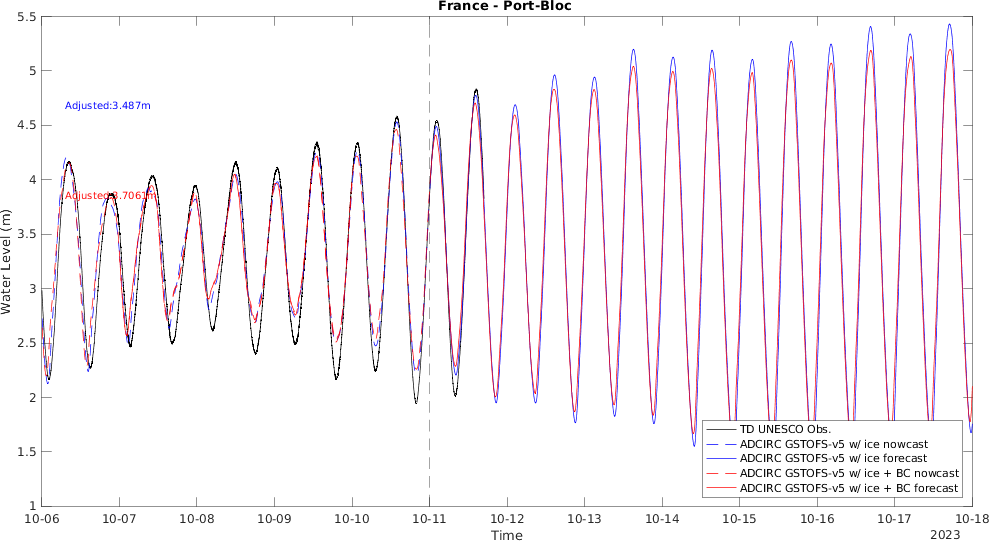 France - Port-Bloc
5.5
5
4.5
4
3.5
3
2.5
2
1.5
1
Water Level (m)
Adjusted:3.487m
Adjusted:3.7061m
TD UNESCO Obs.
ADCIRC GSTOFS-v5 w/ ice nowcast
ADCIRC GSTOFS-v5 w/ ice forecast
ADCIRC GSTOFS-v5 w/ ice + BC nowcast
ADCIRC GSTOFS-v5 w/ ice + BC forecast
10-06 10-07 10-08 10-09 10-10 10-11 10-12 10-13 10-14 10-15 10-16 10-17 10-18
Time
2023